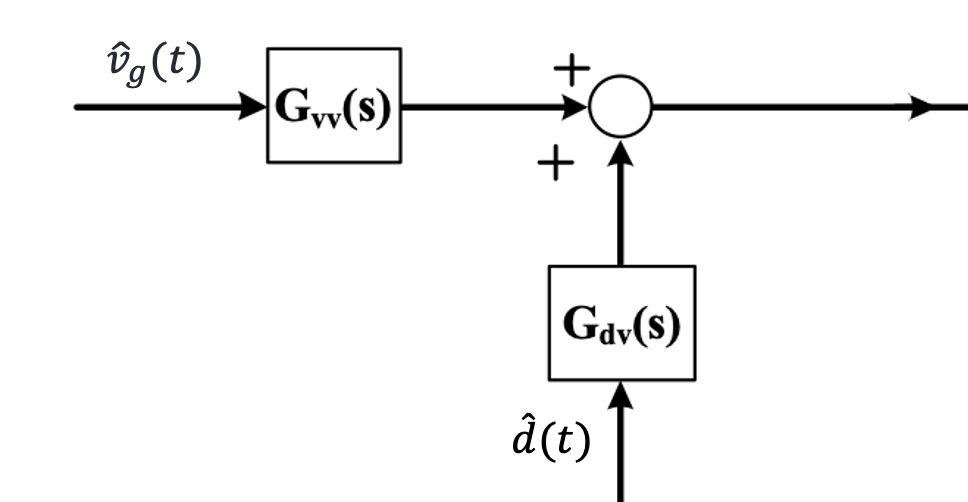 v̂g(t)
Gvv(s)
+
+
Gdv(s)
d̂(t)